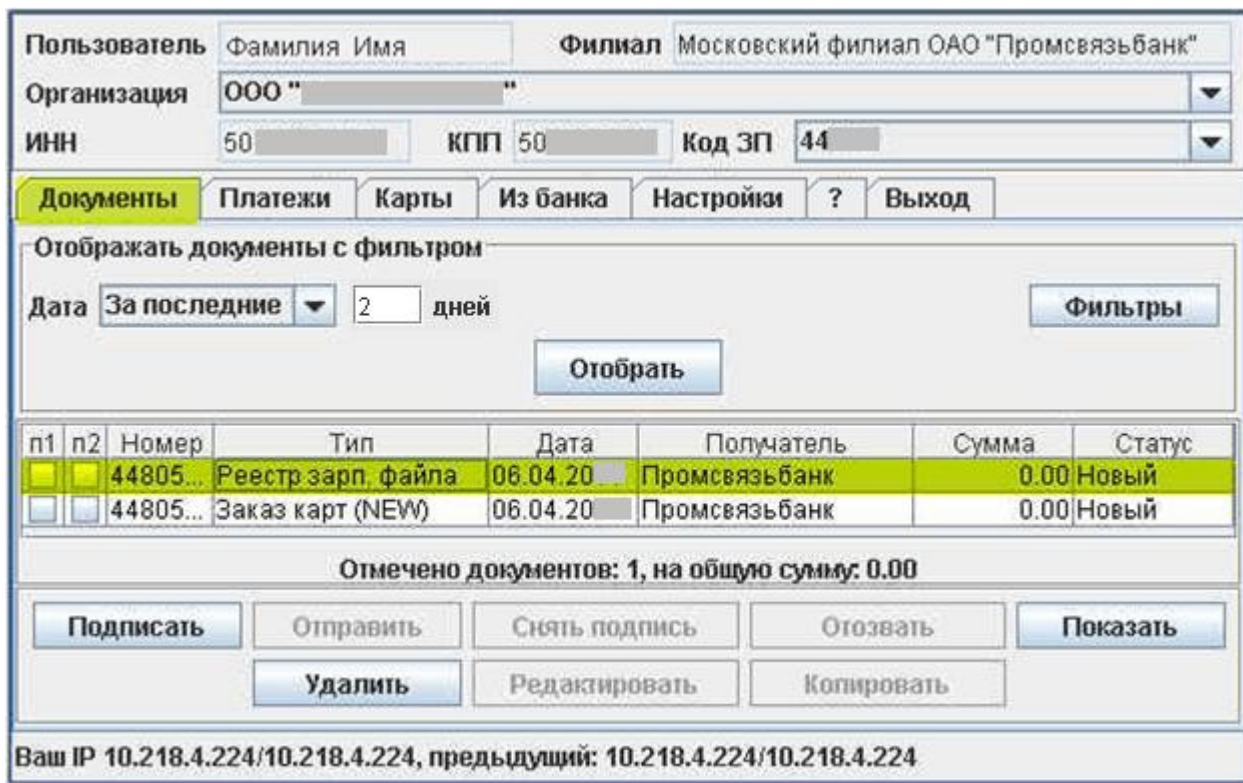 Пользователь Фамилия Имя Филиал Московский филиал ОАО "Промсвязьбанк"
Организация ООО " "
ИНН 50 КПП 50 Код ЗП 44
Документы Платежи Карты Из банка Настройки ? Выход
Отображать документы с фильтром
Дата За последние 2 дней Фильтры
Отобрать
п1 п2 Номер Тип Дата Получатель Сумма Статус
44805... Реестр зарп. файла 06.04.20 Промсвязьбанк 0.00 Новый
44805... Заказ карт (NEW) 06.04.20 Промсвязьбанк 0.00 Новый
Отмечено документов: 1, на общую сумму: 0.00
Подписать Отправить Снять подпись Отозвать Показать
Удалить Редактировать Копировать
Ваш IP 10.218.4.224/10.218.4.224, предыдущий: 10.218.4.224/10.218.4.224